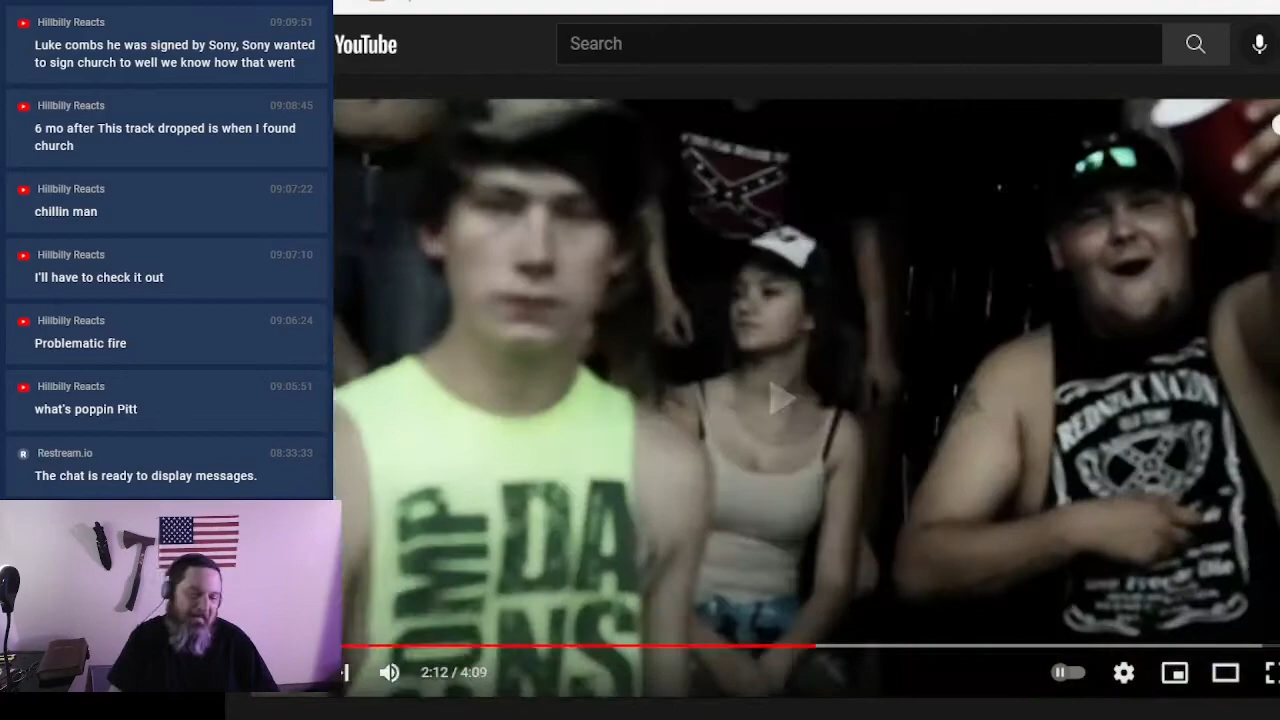 Hillbilly Reacts 09:09:51
Luke combs he was signed by Sony, Sony wanted
to sign church to well we know how that went
Hillbilly Reacts 09:08:45
6 mo after This track dropped is when I found
church
Hillbilly Reacts 09:07:22
chillin man
Hillbilly Reacts 09:07:10
I'll have to check it out
Hillbilly Reacts 09:06:24
Problematic fire
Hillbilly Reacts 09:05:51
what's poppin Pitt
R Restream.io 08:33:33
The chat is ready to display messages.
YouTube
Search
REDNECK NATION
OMP
DA
NS
2:12 / 4:09